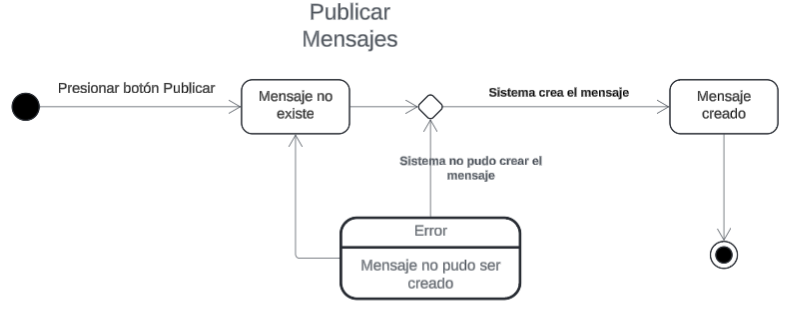 Publicar
Mensajes
Presionar botón Publicar
Mensaje no
existe
Sistema crea el mensaje
Mensaje
creado
Sistema no pudo crear el
mensaje
Error
Mensaje no pudo ser
creado